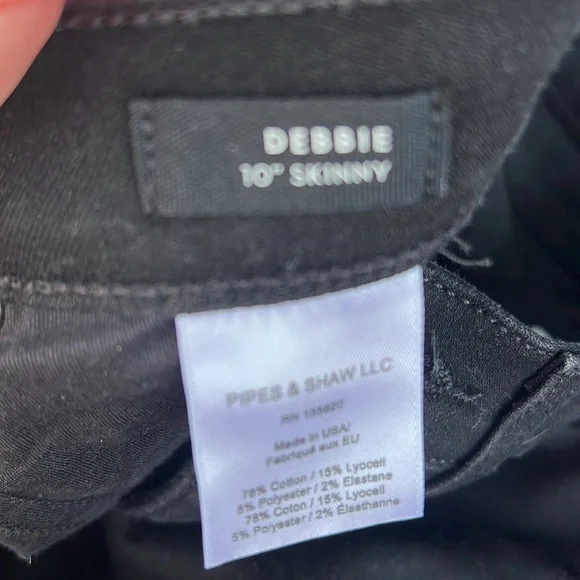 DEBBIE
10" SKINNY
PIPES & SHAW LLC
RN 155920
Made in USA/
Fabriqué aux EU
78% Cotton / 15% Lyocell
5% Polyester / 2% Elastane
78% Coton / 15% Lyocell
5% Polyester / 2% Élasthanne